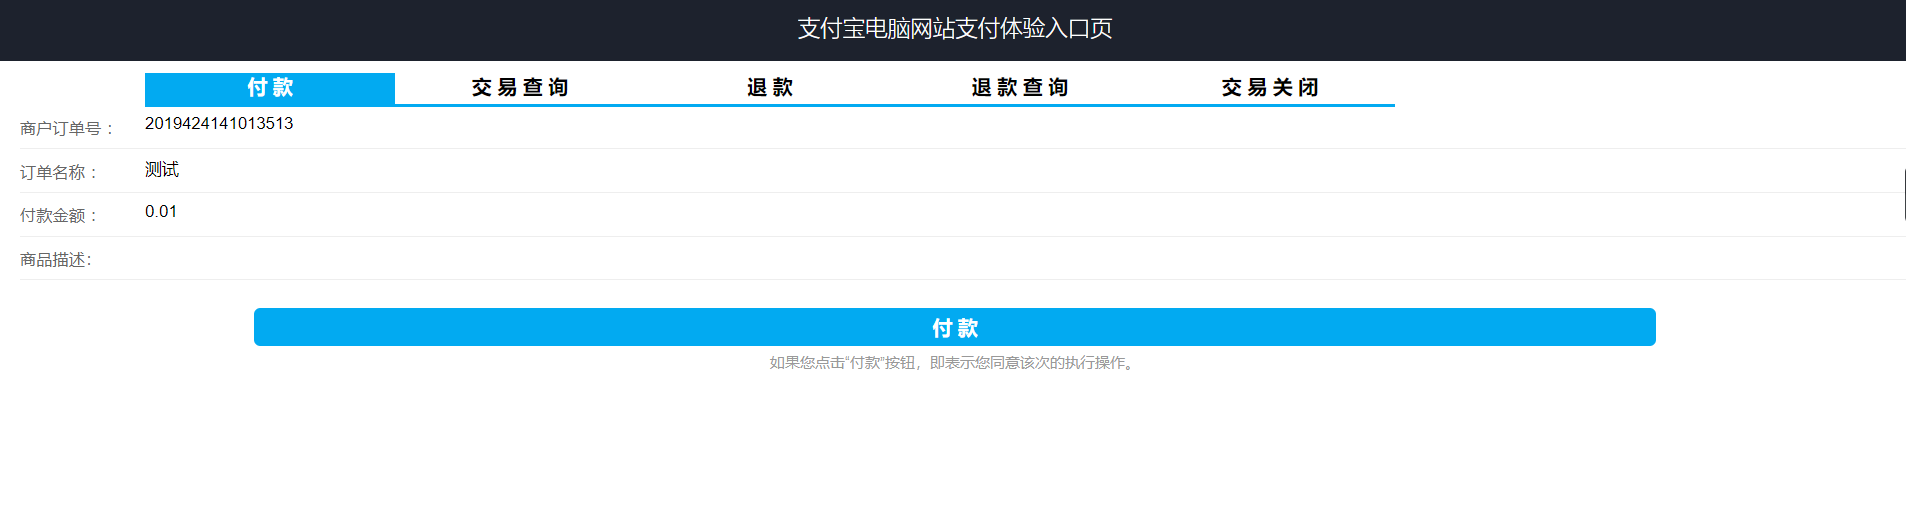 支付宝电脑网站支付体验入口页
付 款 交 易 查 询 退 款 退 款 查 询 交 易 关 闭
商户订单号 : 2019424141013513
订单名称 : 测试
付款金额 : 0.01
商品描述:
付 款
如果您点击“付款”按钮，即表示您同意该次的执行操作。